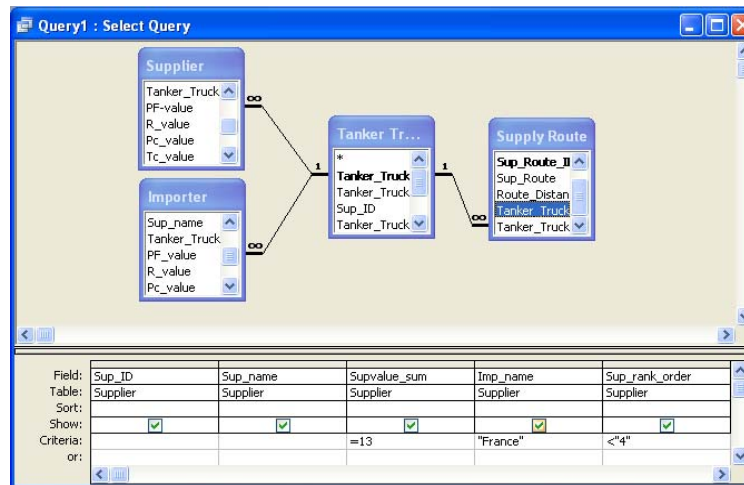 Query1 : Select Query
Supplier
Tanker_Truck
PF-value
R_value
Pc_value
Tc_value
Importer
Sup_name
Tanker_Truck
PF_value
R_value
Pc_value
Tanker Tr...
*
Tanker_Truck
Tanker_Truck
Sup_ID
Tanker_Truck
Supply Route
Sup_Route_II
Sup_Route
Route_Distan
Tanker_Truck
Tanker_Truck
∞ 1 1 ∞
∞
Field: Sup_ID Sup_name Supvalue_sum Imp_name Sup_rank_order
Table: Supplier Supplier Supplier Supplier Supplier
Sort:
Show:
Criteria: =13 "France" <"4"
or: